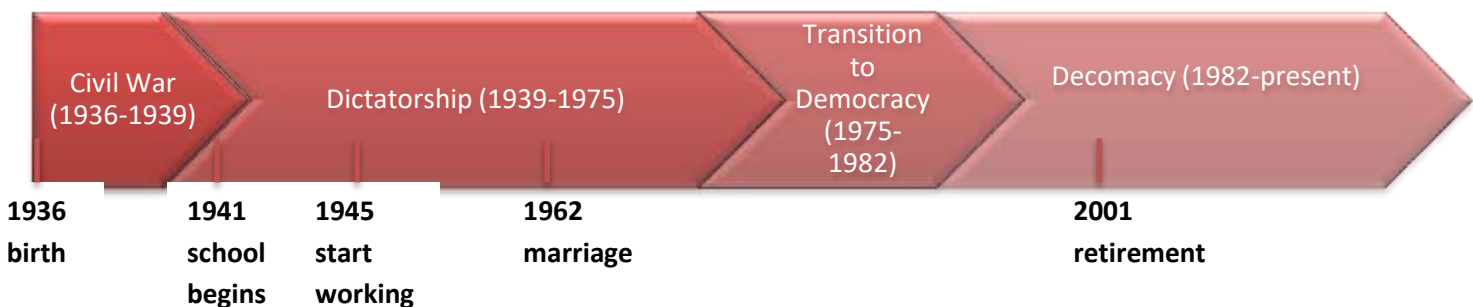 Civil War
(1936-1939)
Dictatorship (1939-1975)
Transition
to
Democracy
(1975-
1982)
Decomacy (1982-present)
1936
birth
1941
school
begins
1945
start
working
1962
marriage
2001
retirement